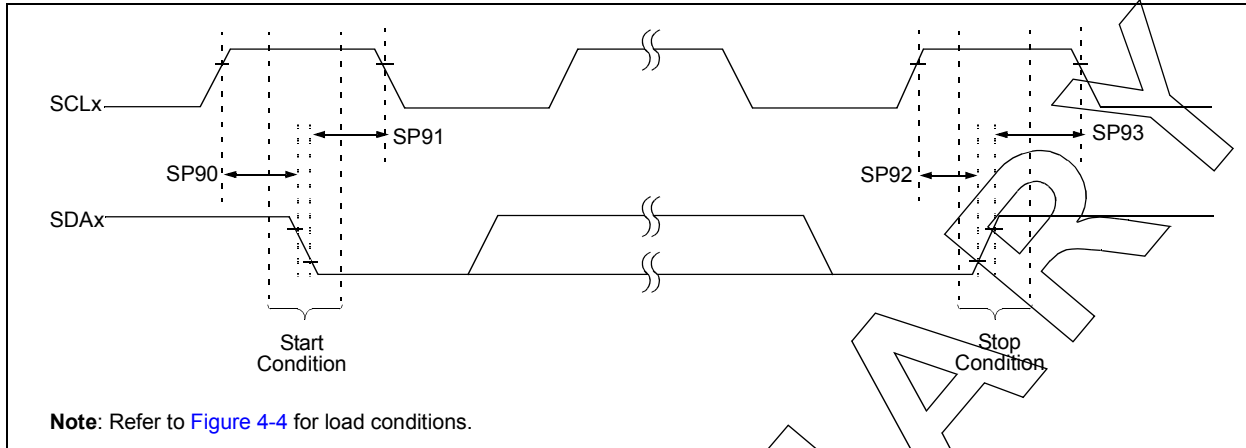 SCLx
SP91
SP93
SP90
SP92
SDAx
Start
Condition
Stop
Condition
Note: Refer to Figure 4-4 for load conditions.
A R Y